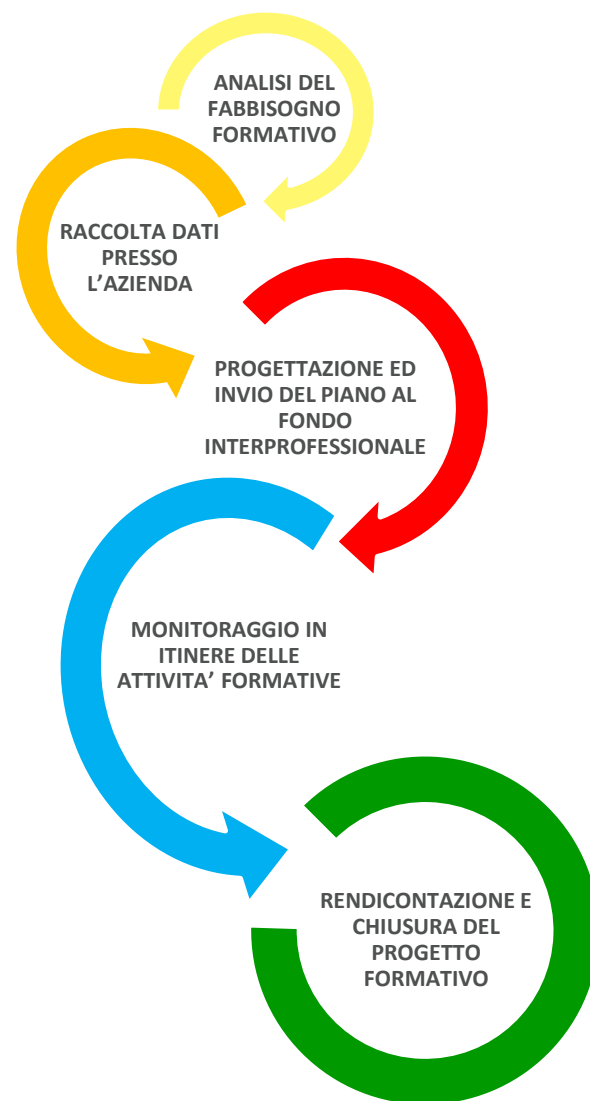 ANALISI DEL
FABBISOGNO
FORMATIVO
RACCOLTA DATI
PRESSO
L’AZIENDA
PROGETTAZIONE ED
INVIO DEL PIANO AL
FONDO
INTERPROFESSIONALE
MONITORAGGIO IN
ITINERE DELLE
ATTIVITA’ FORMATIVE
RENDICONTAZIONE E
CHIUSURA DEL
PROGETTO
FORMATIVO